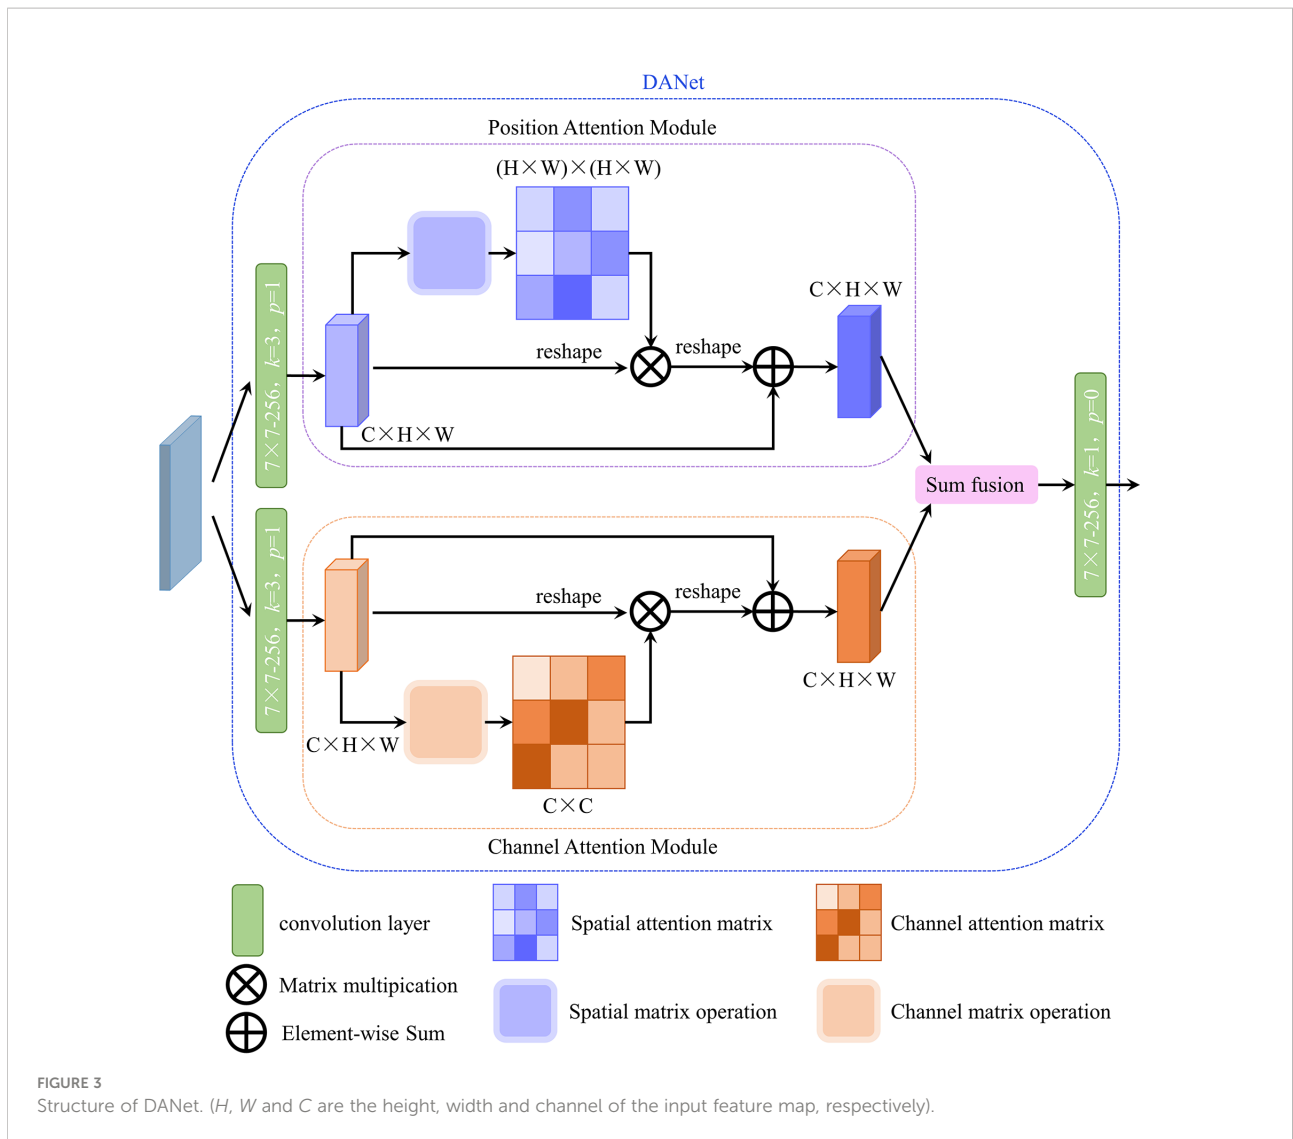 DANet
Position Attention Module
(H×W)×(H×W)
7×7-256, k=3, p=1
C×H×W
reshape
reshape
C×H×W
Sum fusion
7×7-256, k=1, p=0
7×7-256, k=3, p=1
reshape
reshape
C×H×W
C×H×W
C×C
Channel Attention Module
convolution layer
Spatial attention matrix
Channel attention matrix
Matrix multipication
Spatial matrix operation
Channel matrix operation
Element-wise Sum
FIGURE 3
Structure of DANet. (H, W and C are the height, width and channel of the input feature map, respectively).